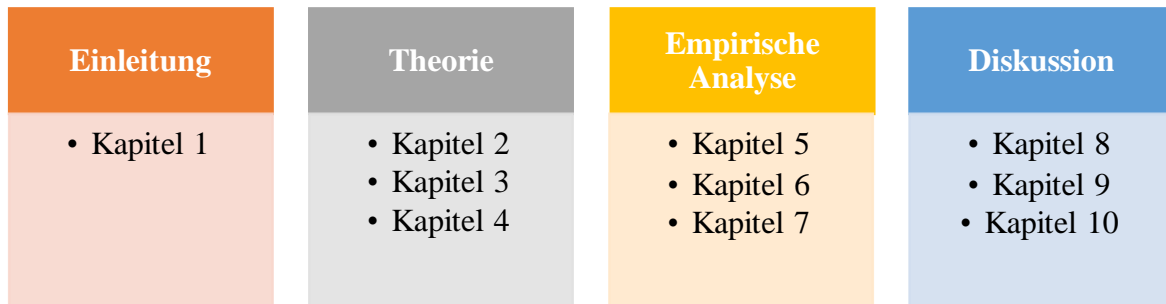 Einleitung
• Kapitel 1
Theorie
• Kapitel 2
• Kapitel 3
• Kapitel 4
Empirische
Analyse
• Kapitel 5
• Kapitel 6
• Kapitel 7
Diskussion
• Kapitel 8
• Kapitel 9
• Kapitel 10